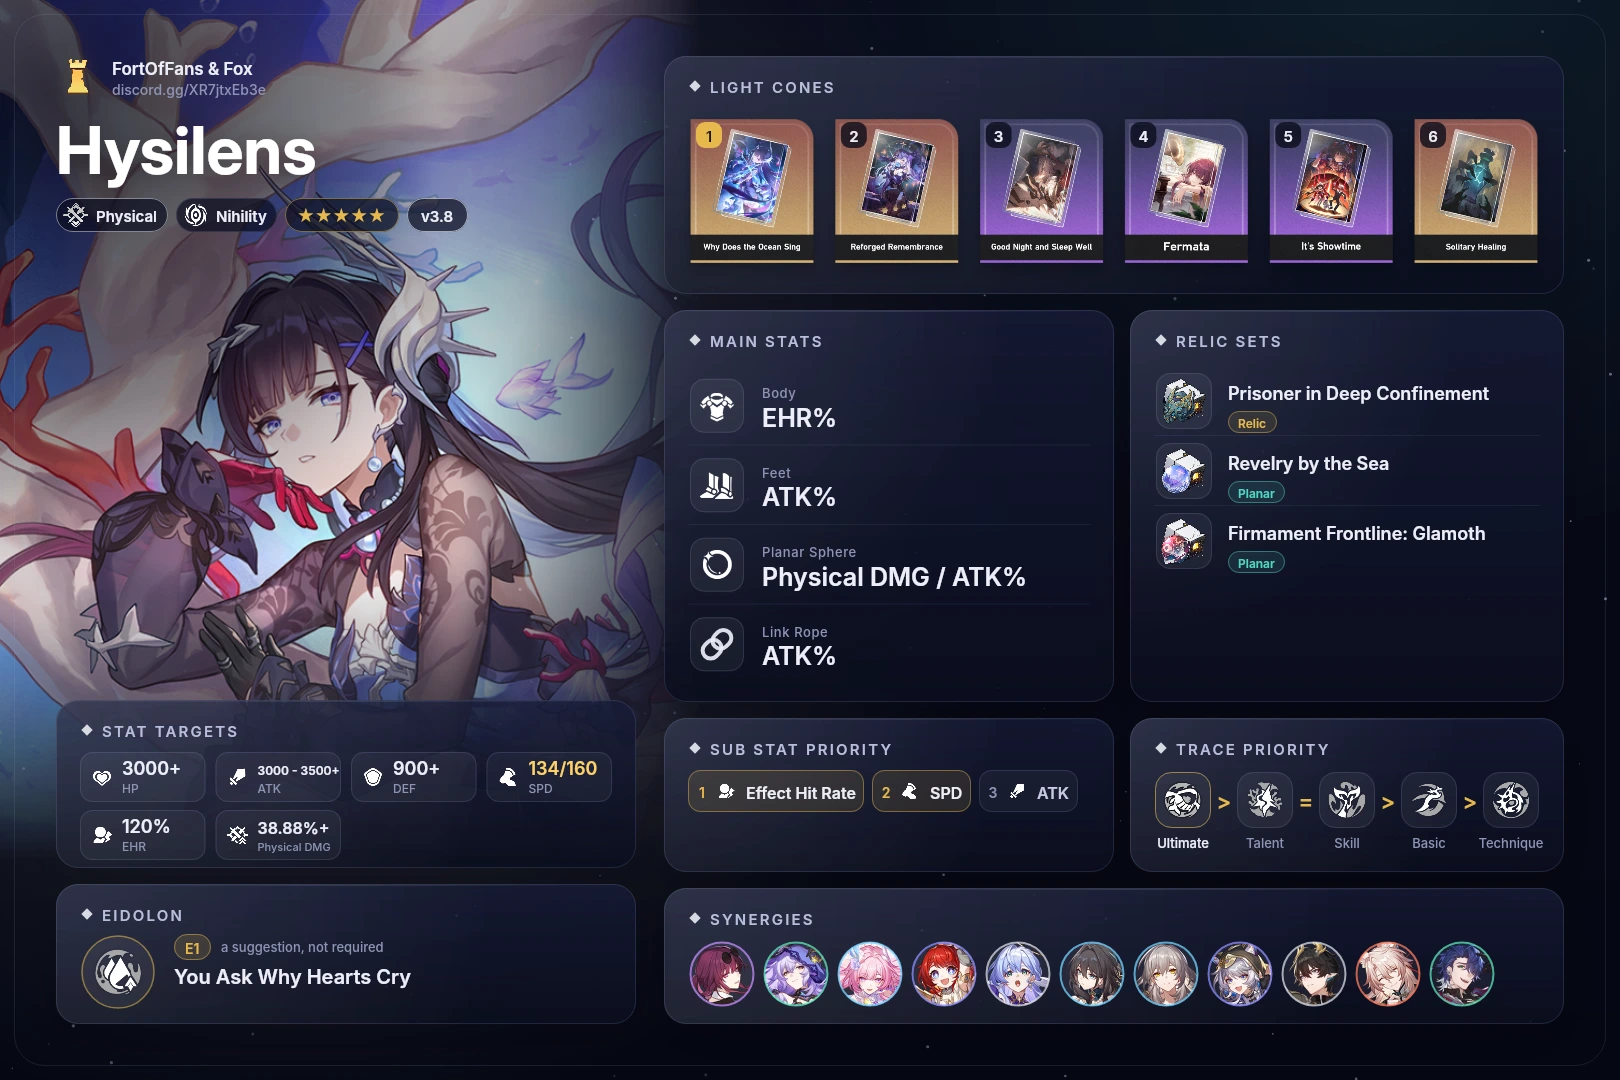 FortOfFans & Fox
discord.gg/XR7jtxEb3e
Hysilens
Physical
Nihility
★★★★★
v3.8
LIGHT CONES
1
Why Does the Ocean Sing
2
Reforged Remembrance
3
Good Night and Sleep Well
4
Fermata
5
It's Showtime
6
Solitary Healing
MAIN STATS
Body
EHR%
Feet
ATK%
Planar Sphere
Physical DMG / ATK%
Link Rope
ATK%
RELIC SETS
Prisoner in Deep Confinement
Relic
Revelry by the Sea
Planar
Firmament Frontline: Glamoth
Planar
STAT TARGETS
3000+
HP
3000 - 3500+
ATK
900+
DEF
134/160
SPD
120%
EHR
38.88%+
Physical DMG
SUB STAT PRIORITY
1 Effect Hit Rate
2 SPD
3 ATK
TRACE PRIORITY
> = > >
Ultimate Talent Skill Basic Technique
EIDOLON
E1 a suggestion, not required
You Ask Why Hearts Cry
SYNERGIES